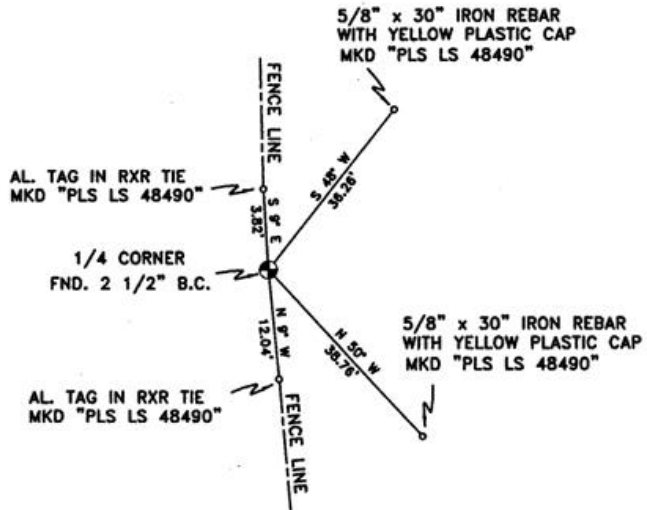 5/8" x 30" IRON REBAR
WITH YELLOW PLASTIC CAP
MKD "PLS LS 48490"
FENCE LINE
AL. TAG IN RXR TIE
MKD "PLS LS 48490"
S 9° E
3.82'
S 48° W
36.26'
1/4 CORNER
FND. 2 1/2" B.C.
N 9° W
12.04'
N 50° W
38.76'
5/8" x 30" IRON REBAR
WITH YELLOW PLASTIC CAP
MKD "PLS LS 48490"
AL. TAG IN RXR TIE
MKD "PLS LS 48490"
FENCE LINE